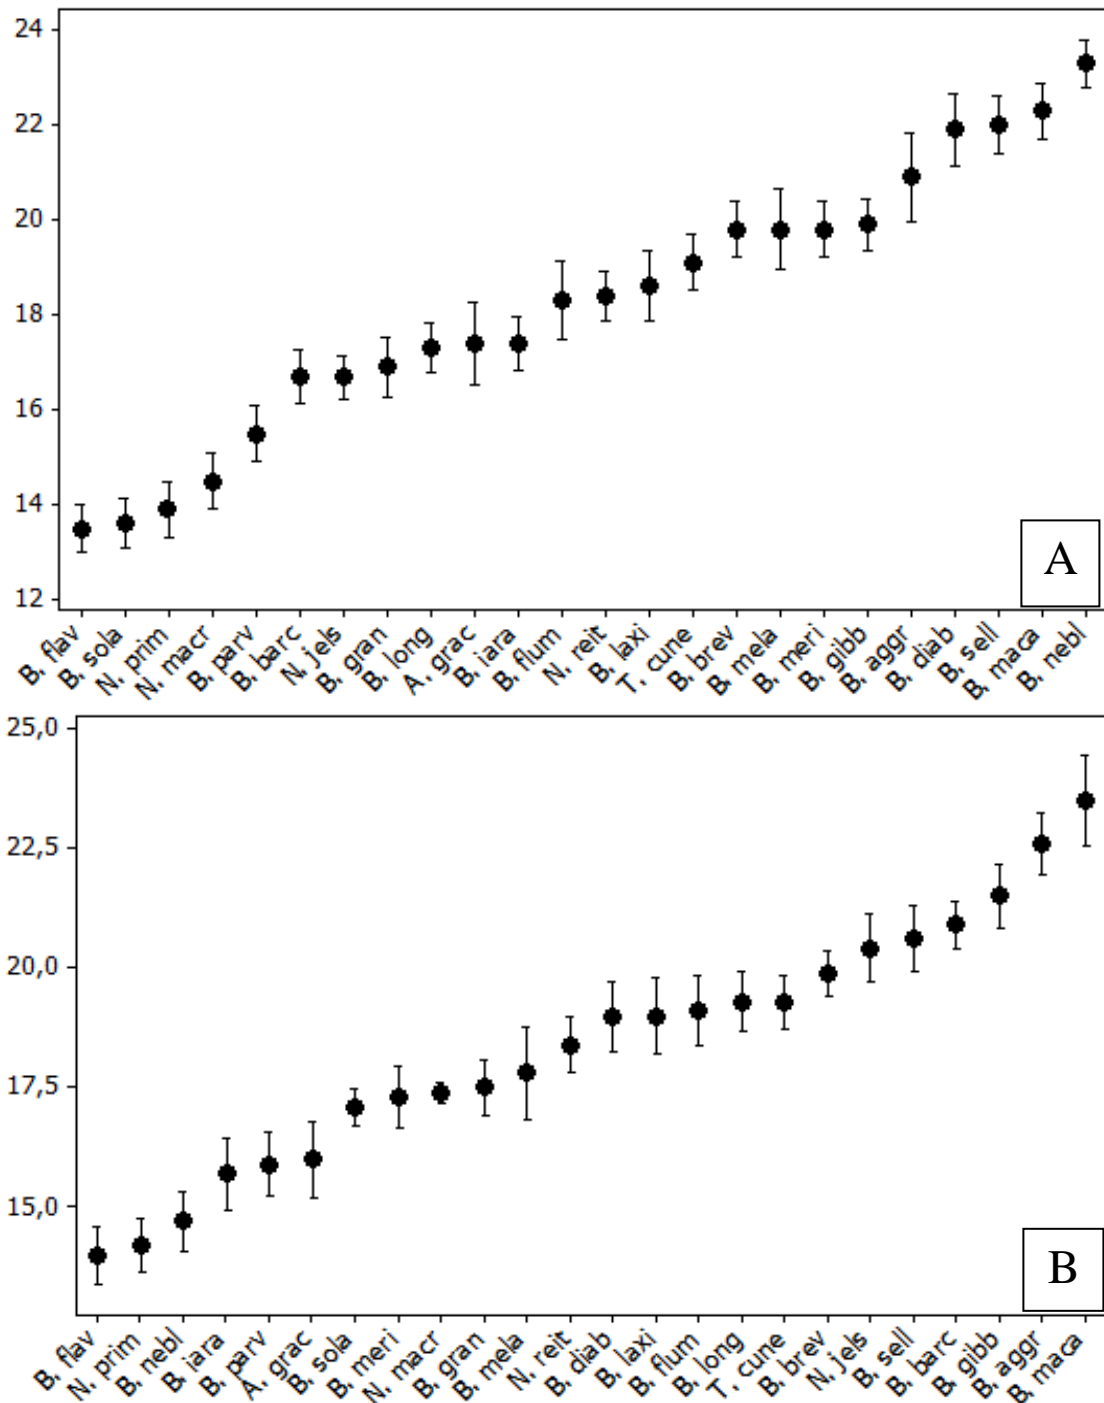 24
22
20
18
16
14
12
A
B. flav
B. sola
N. prim
N. macr
B. parv
B. barc
N. jels
B. gran
B. long
A. grac
B. iara
B. flum
N. reit
B. laxi
T. cune
B. brev
B. mela
B. meri
B. gibb
B. aggr
B. diab
B. sell
B. maca
B. nebl
25,0
22,5
20,0
17,5
15,0
B
B. flav
N. prim
B. nebl
B. iara
B. parv
A. grac
B. sola
B. meri
N. macr
B. gran
B. mela
N. reit
B. diab
B. laxi
B. flum
B. long
T. cune
B. brev
N. jels
B. sell
B. barc
B. gibb
B. aggr
B. maca